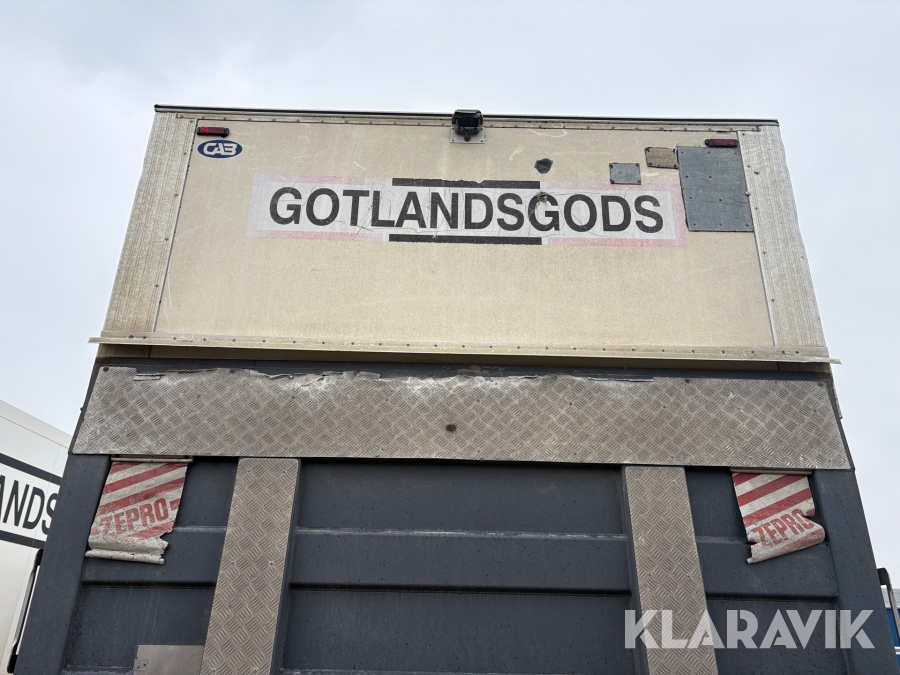 CAB
GOTLANDSGODS
ANDS
ZEPRO
ZEPRO
KLARAVIK